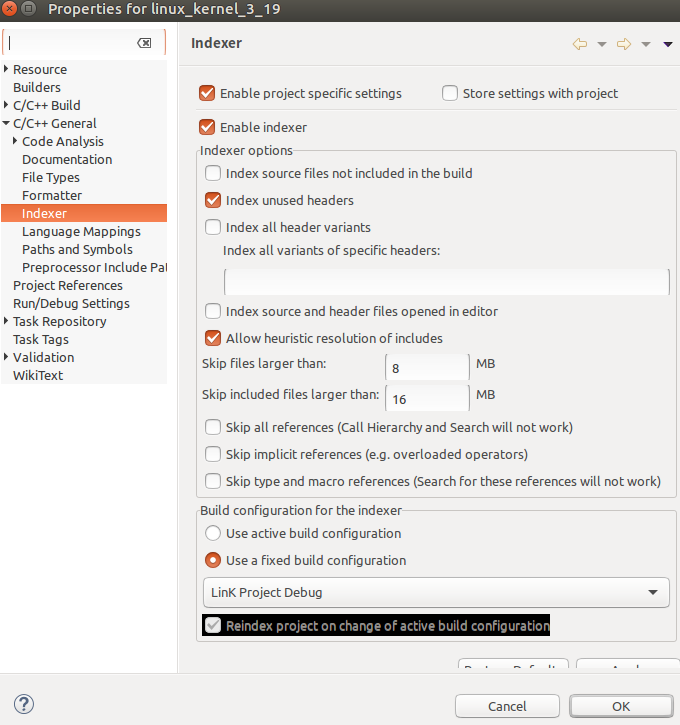 Properties for linux_kernel_3_19
Resource
Builders
C/C++ Build
C/C++ General
Code Analysis
Documentation
File Types
Formatter
Indexer
Language Mappings
Paths and Symbols
Preprocessor Include Pa
Project References
Run/Debug Settings
Task Repository
Task Tags
Validation
WikiText
Indexer
Enable project specific settings Store settings with project
Enable indexer
Indexer options
Index source files not included in the build
Index unused headers
Index all header variants
Index all variants of specific headers:
Index source and header files opened in editor
Allow heuristic resolution of includes
Skip files larger than: 8 MB
Skip included files larger than: 16 MB
Skip all references (Call Hierarchy and Search will not work)
Skip implicit references (e.g. overloaded operators)
Skip type and macro references (Search for these references will not work)
Build configuration for the indexer
Use active build configuration
Use a fixed build configuration
LinK Project Debug
Reindex project on change of active build configuration
Cancel OK